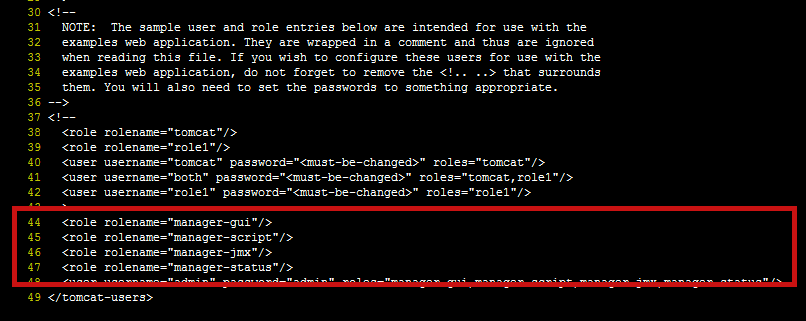 30 <!--
31   NOTE:  The sample user and role entries below are intended for use with the
32   examples web application. They are wrapped in a comment and thus are ignored
33   when reading this file. If you wish to configure these users for use with the
34   examples web application, do not forget to remove the <!.. ..> that surrounds
35   them. You will also need to set the passwords to something appropriate.
36 -->
37 <!--
38   <role rolename="tomcat"/>
39   <role rolename="role1"/>
40   <user username="tomcat" password="<must-be-changed>" roles="tomcat"/>
41   <user username="both" password="<must-be-changed>" roles="tomcat,role1"/>
42   <user username="role1" password="<must-be-changed>" roles="role1"/>
44   <role rolename="manager-gui"/>
45   <role rolename="manager-script"/>
46   <role rolename="manager-jmx"/>
47   <role rolename="manager-status"/>
48   <user username="admin" password="admin" roles="manager-gui,manager-script,manager-jmx,manager-status"/>
49 </tomcat-users>